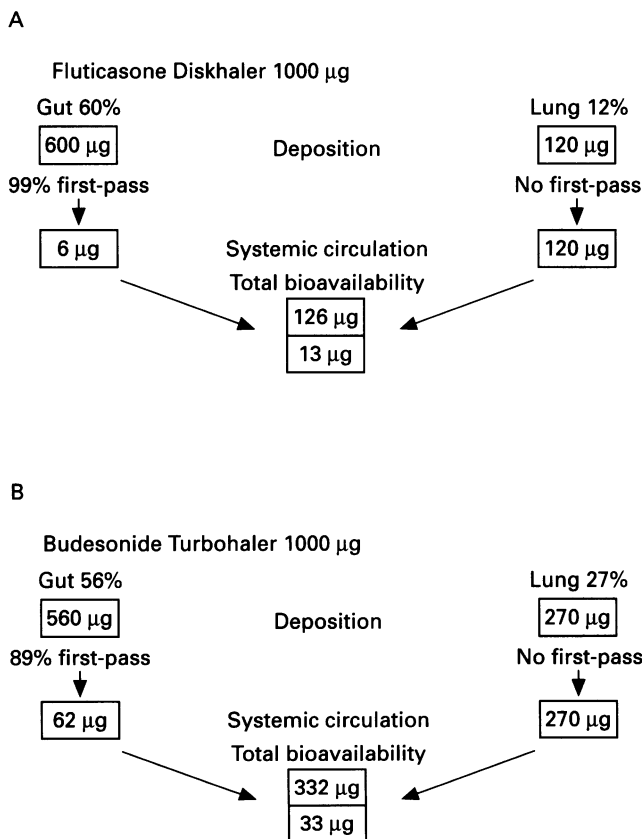 A
Fluticasone Diskhaler 1000 µg
Gut 60%
Lung 12%
600 µg
Deposition
120 µg
99% first-pass
No first-pass
6 µg
Systemic circulation
120 µg
Total bioavailability
126 µg
13 µg
B
Budesonide Turbohaler 1000 µg
Gut 56%
Lung 27%
560 µg
Deposition
270 µg
89% first-pass
No first-pass
62 µg
Systemic circulation
270 µg
Total bioavailability
332 µg
33 µg